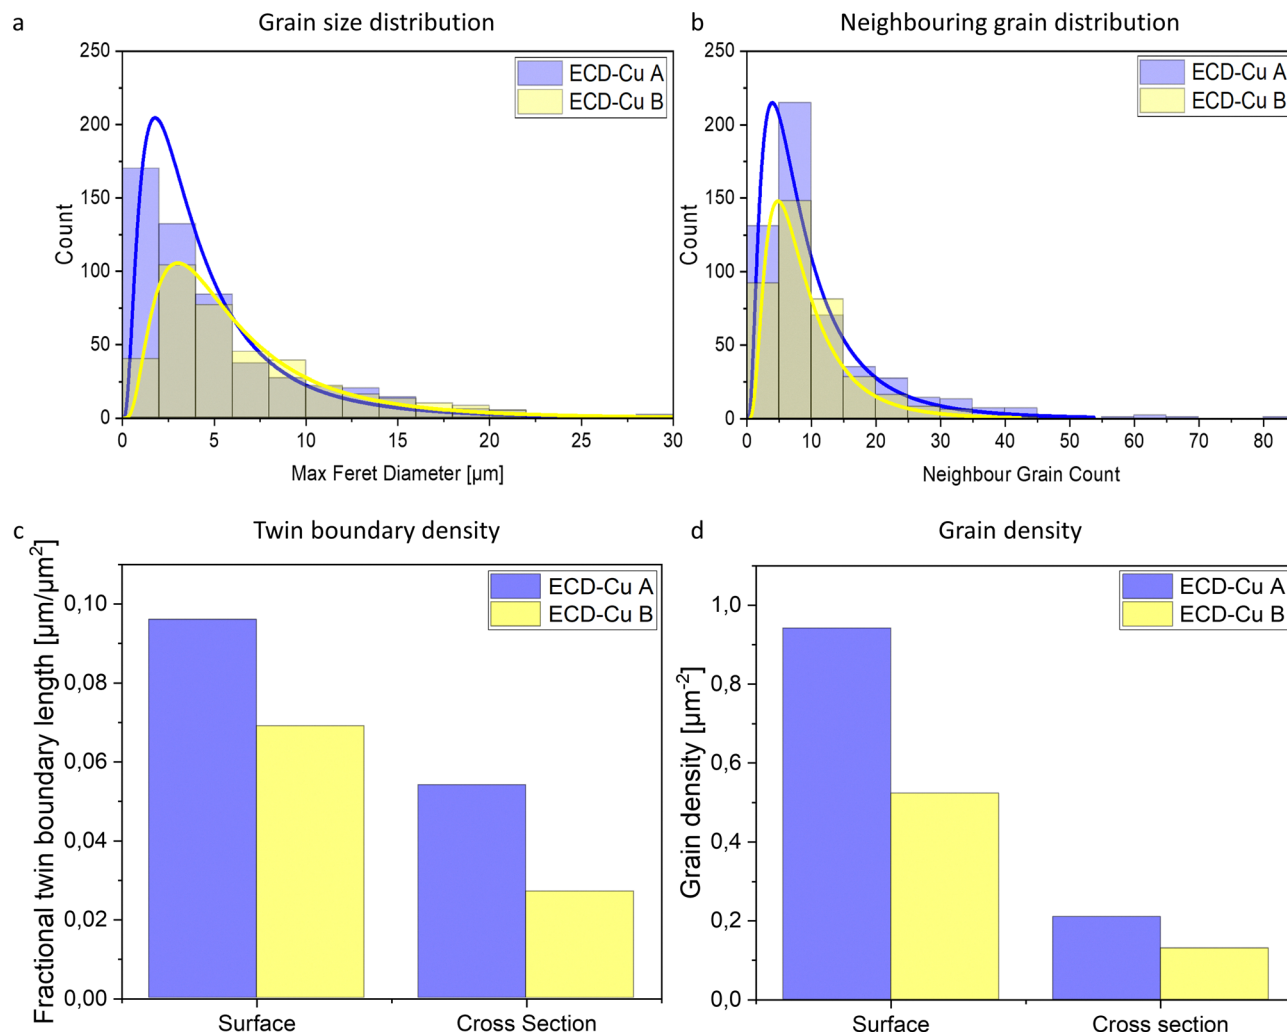 a
Grain size distribution
250
200
150
100
50
0
Count
ECD-Cu A
ECD-Cu B
0 5 10 15 20 25 30
Max Feret Diameter [µm]
b
Neighbouring grain distribution
250
200
150
100
50
0
Count
ECD-Cu A
ECD-Cu B
0 10 20 30 40 50 60 70 80
Neighbour Grain Count
c
Twin boundary density
Fractional twin boundary length [µm/µm²]
0,10
0,08
0,06
0,04
0,02
0,00
ECD-Cu A
ECD-Cu B
Surface Cross Section
d
Grain density
Grain density [µm⁻²]
1,0
0,8
0,6
0,4
0,2
0,0
ECD-Cu A
ECD-Cu B
Surface Cross Section